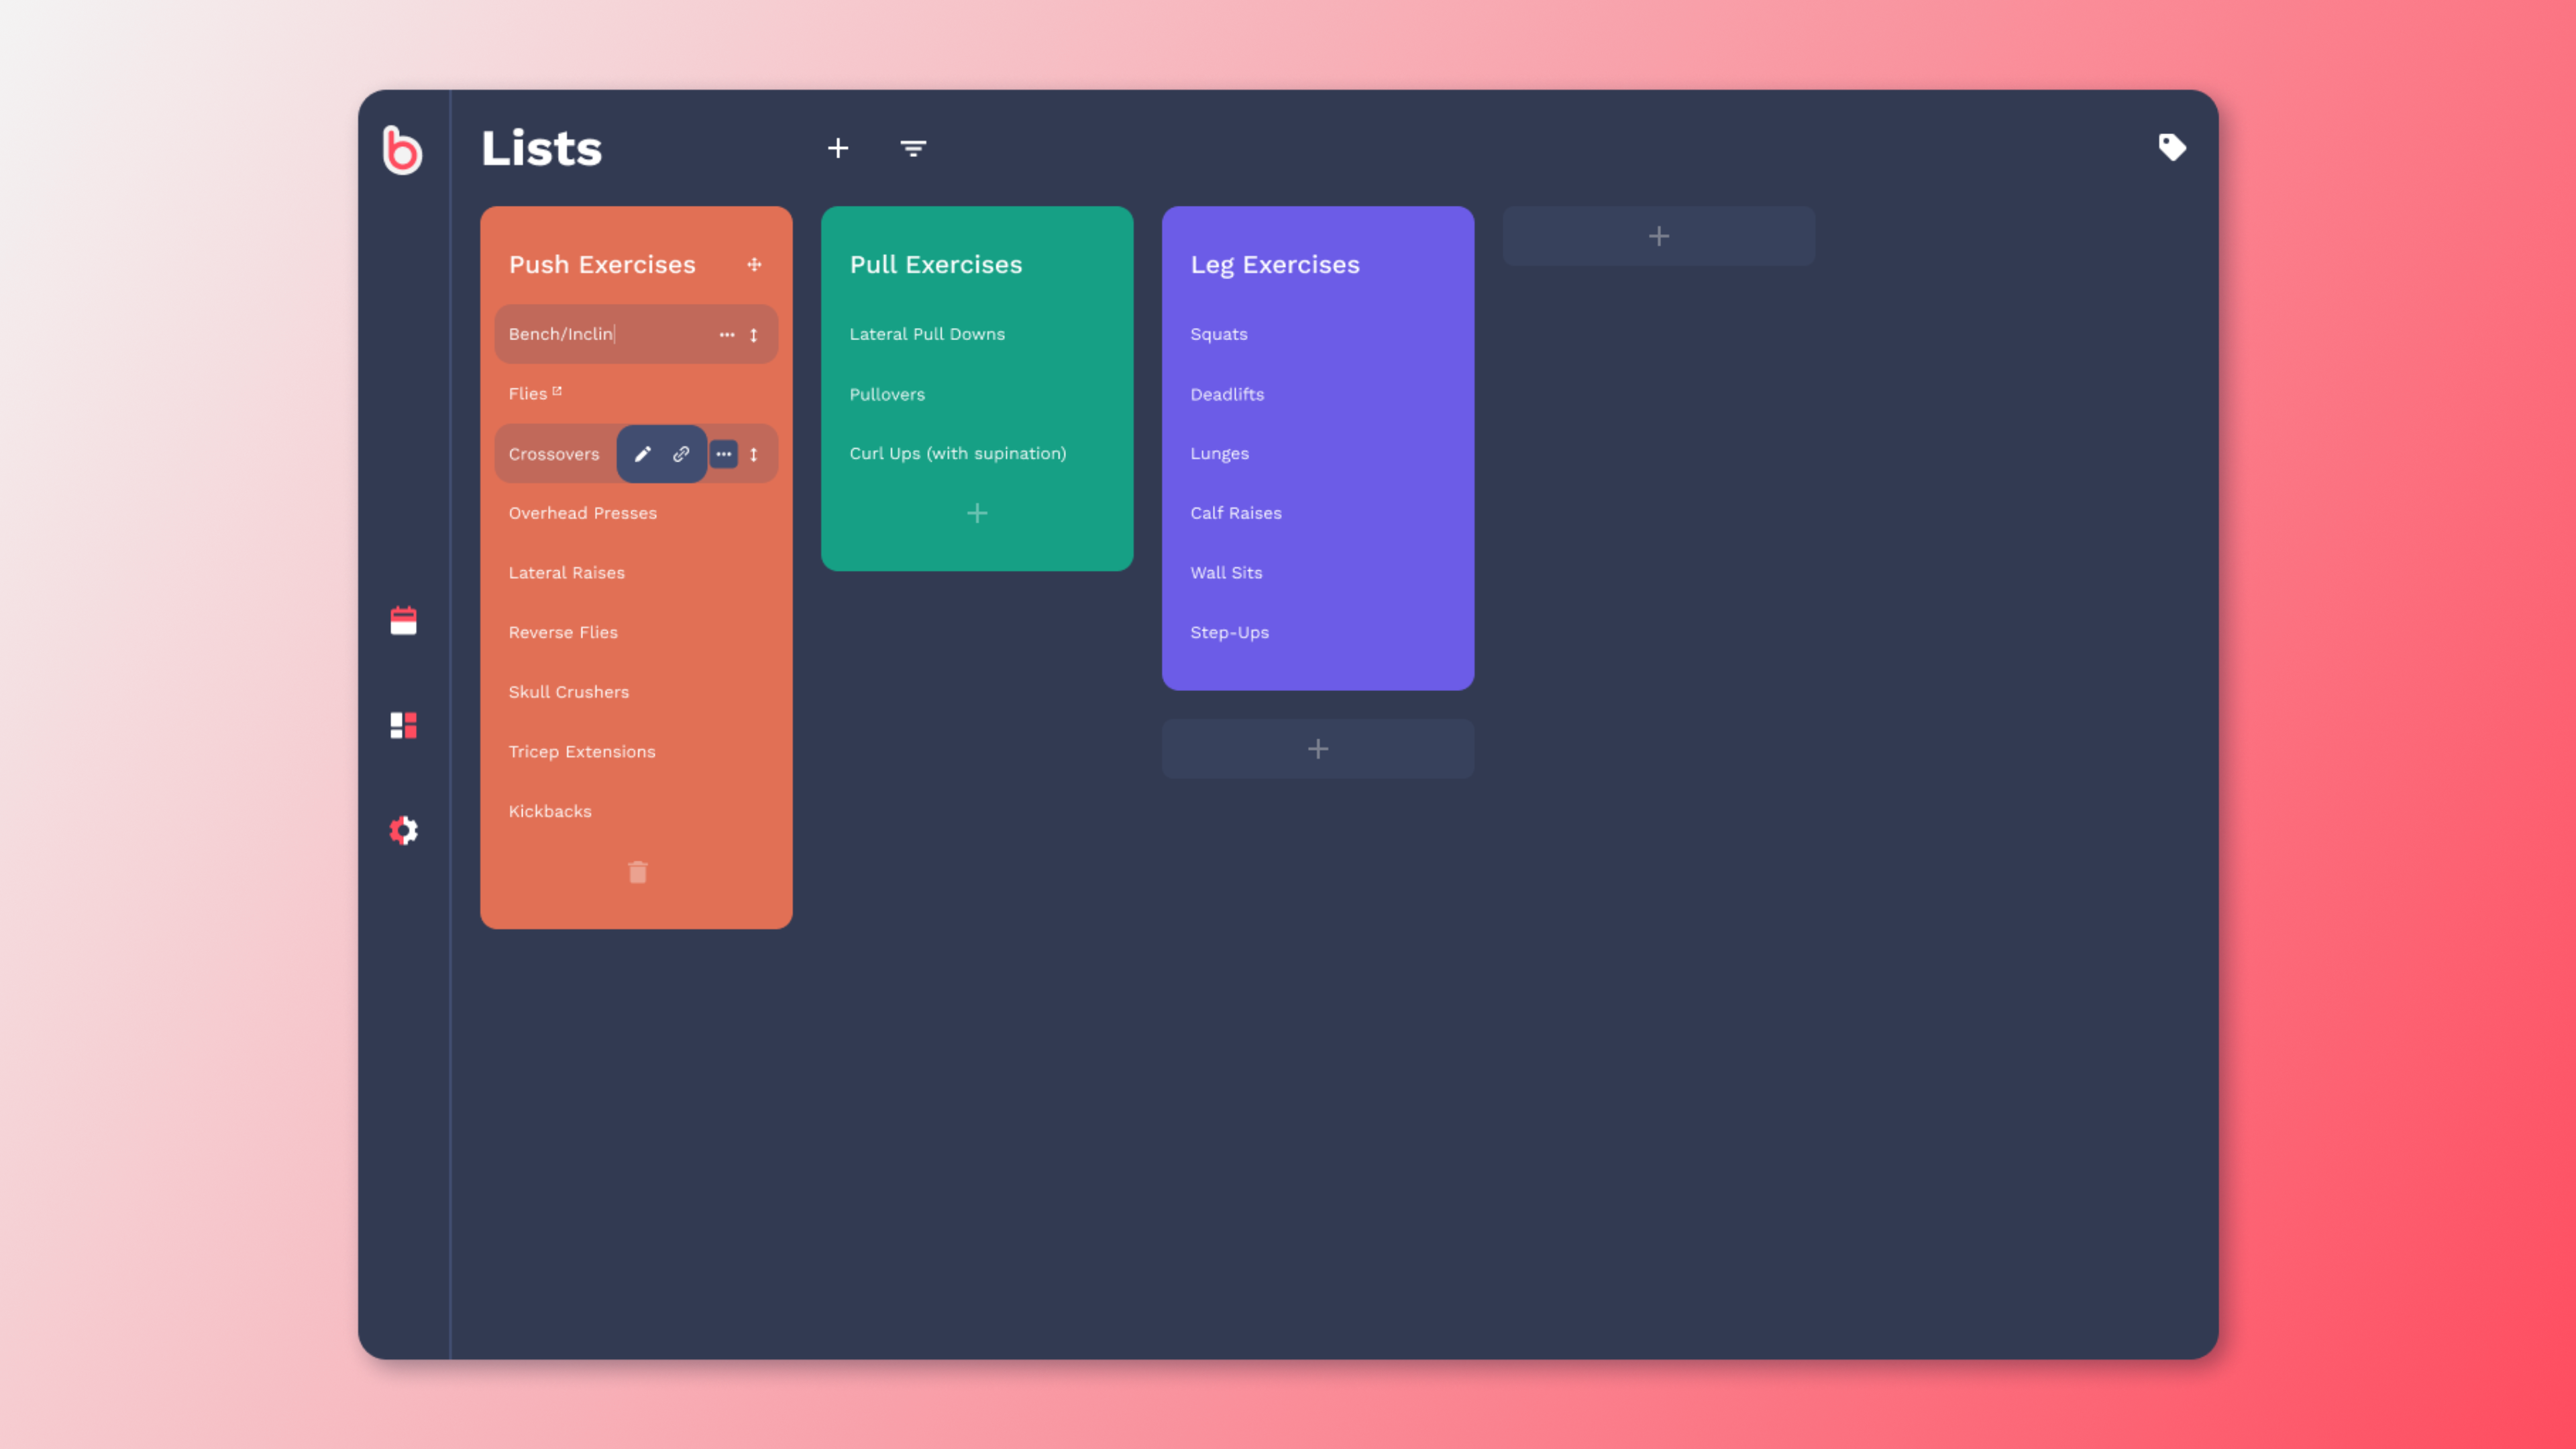 Lists
Push Exercises
Bench/Inclin
Flies
Crossovers
Overhead Presses
Lateral Raises
Reverse Flies
Skull Crushers
Tricep Extensions
Kickbacks
Pull Exercises
Lateral Pull Downs
Pullovers
Curl Ups (with supination)
Leg Exercises
Squats
Deadlifts
Lunges
Calf Raises
Wall Sits
Step-Ups